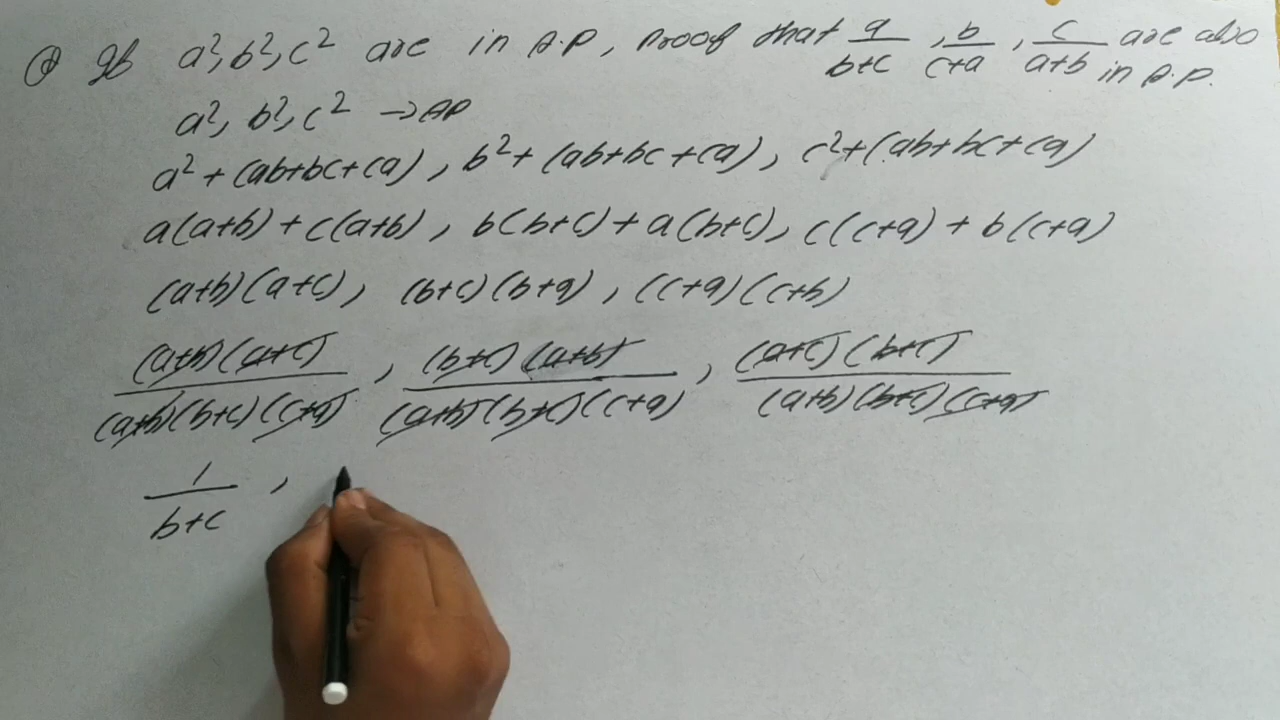 Q If a², b², c² are in A.P, Proof that a/(b+c), b/(c+a), c/(a+b) are also in A.P.
a², b², c² → AP
a² + (ab+bc+ca), b² + (ab+bc+ca), c² + (ab+bc+ca)
a(a+b) + c(a+b), b(b+c) + a(b+c), c(c+a) + b(c+a)
(a+b)(a+c), (b+c)(b+a), (c+a)(c+b)
(a+b)(a+c)/(a+b)(b+c)(c+a), (b+c)(a+b)/(a+b)(b+c)(c+a), (a+c)(b+c)/(a+b)(b+c)(c+a)
1/(b+c),